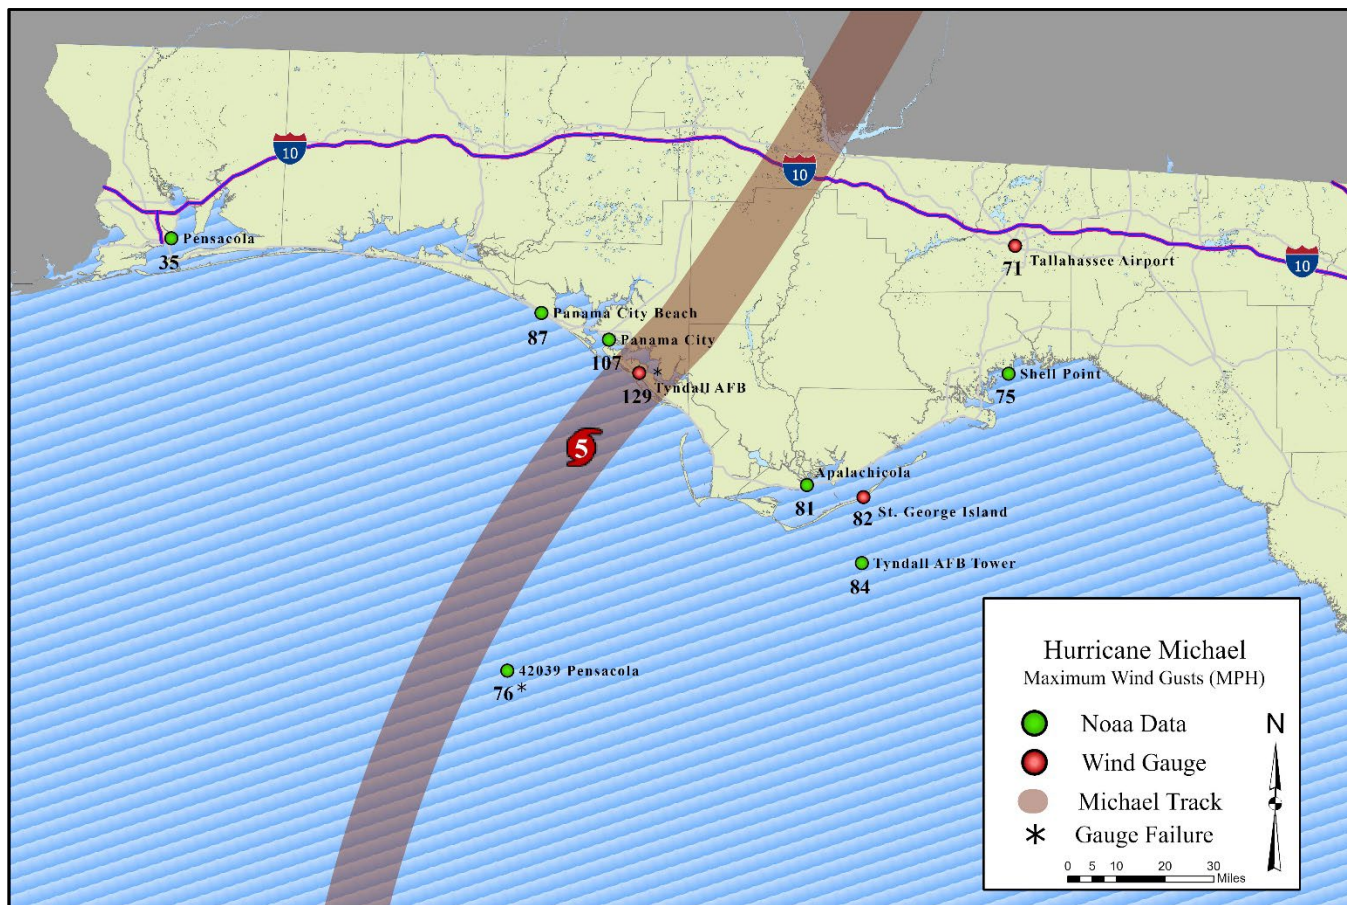 10
10
Pensacola
35
71
Tallahassee Airport
10
Panama City Beach
87
Panama City
107
*
Tyndall AFB
129
Shell Point
75
5
Apalachicola
81
82
St. George Island
Tyndall AFB Tower
84
42039 Pensacola
76*
Hurricane Michael
Maximum Wind Gusts (MPH)
Noaa Data
N
Wind Gauge
Michael Track
* Gauge Failure
0 5 10 20 30
Miles